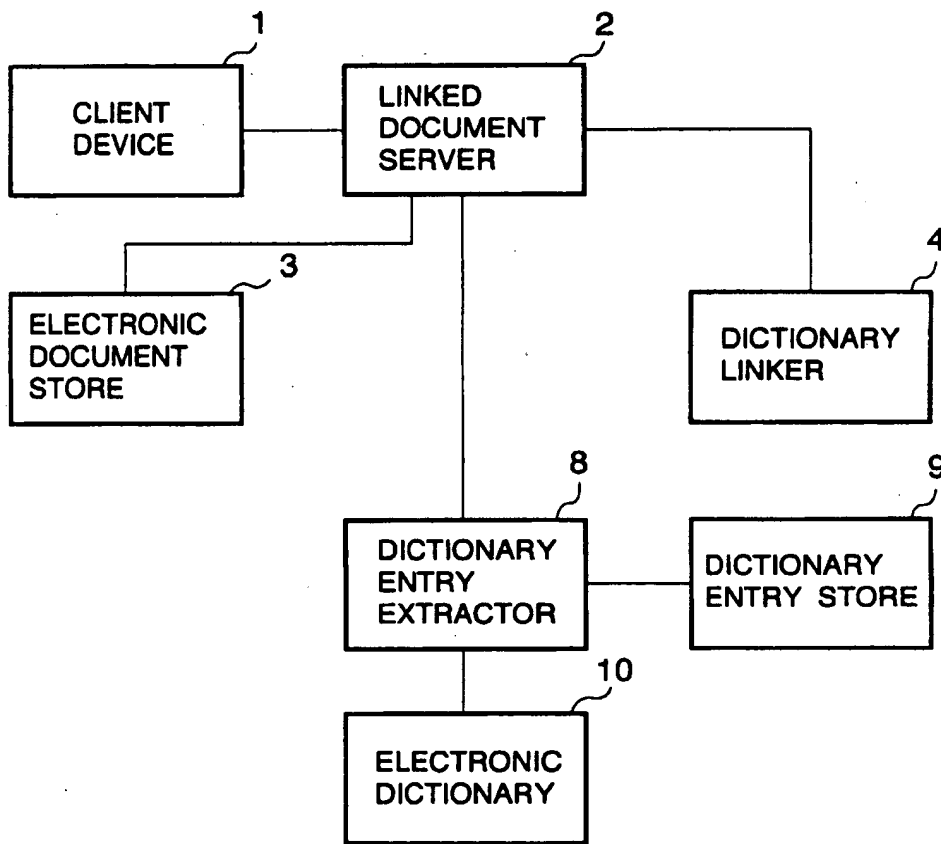 1
CLIENT
DEVICE
2
LINKED
DOCUMENT
SERVER
3
ELECTRONIC
DOCUMENT
STORE
4
DICTIONARY
LINKER
8
DICTIONARY
ENTRY
EXTRACTOR
9
DICTIONARY
ENTRY STORE
10
ELECTRONIC
DICTIONARY